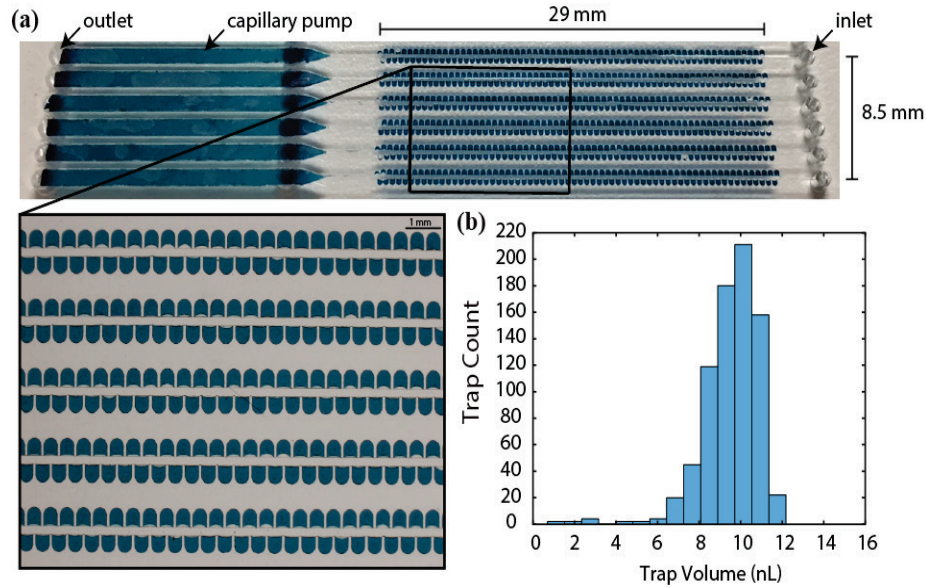 (a)
outlet
capillary pump
29 mm
inlet
8.5 mm
1 mm
(b)
220
200
180
160
140
120
100
80
60
40
20
0
Trap Count
0 2 4 6 8 10 12 14 16
Trap Volume (nL)